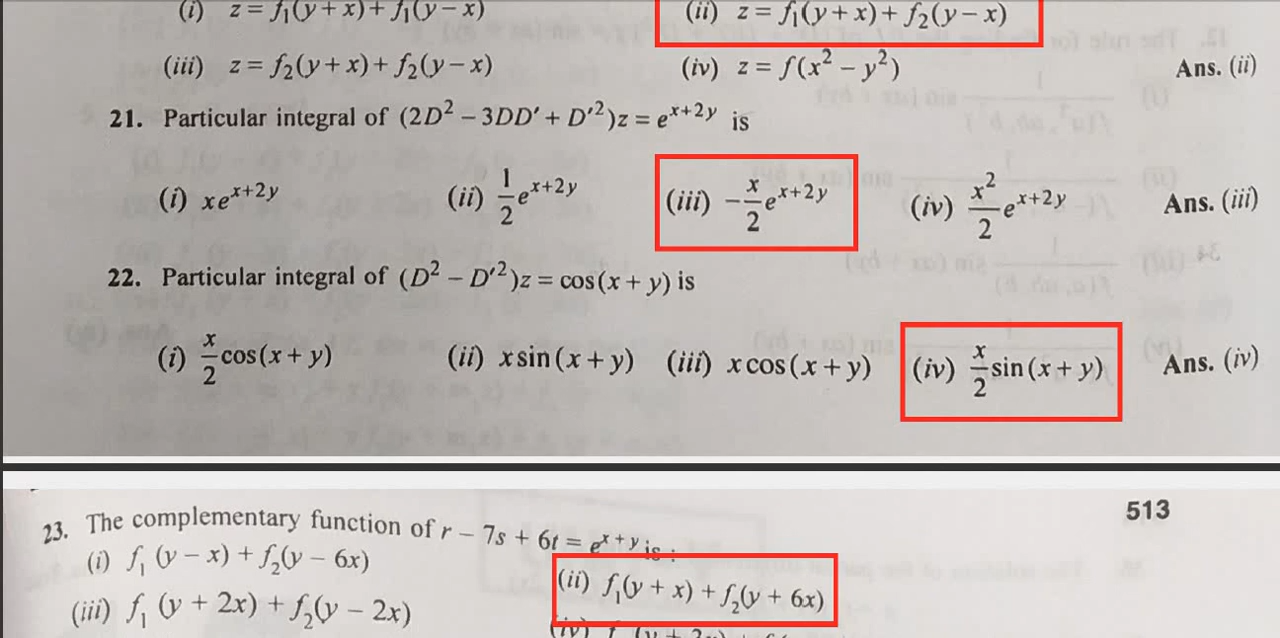 (i) z = f₁(y + x) + f₁(y − x) (ii) z = f₁(y + x) + f₂(y − x)
(iii) z = f₂(y + x) + f₂(y − x) (iv) z = f(x² − y²) Ans. (ii)
21. Particular integral of (2D² − 3DD′ + D′²)z = e^(x+2y) is
(i) xe^(x+2y) (ii) 1/2 e^(x+2y) (iii) −x/2 e^(x+2y) (iv) x²/2 e^(x+2y) Ans. (iii)
22. Particular integral of (D² − D′²)z = cos(x + y) is
(i) x/2 cos(x + y) (ii) x sin(x + y) (iii) x cos(x + y) (iv) x/2 sin(x + y) Ans. (iv)
513
23. The complementary function of r − 7s + 6t = e^(x+y) is :
(i) f₁ (y − x) + f₂(y − 6x) (ii) f₁(y + x) + f₂(y + 6x)
(iii) f₁ (y + 2x) + f₂(y − 2x)